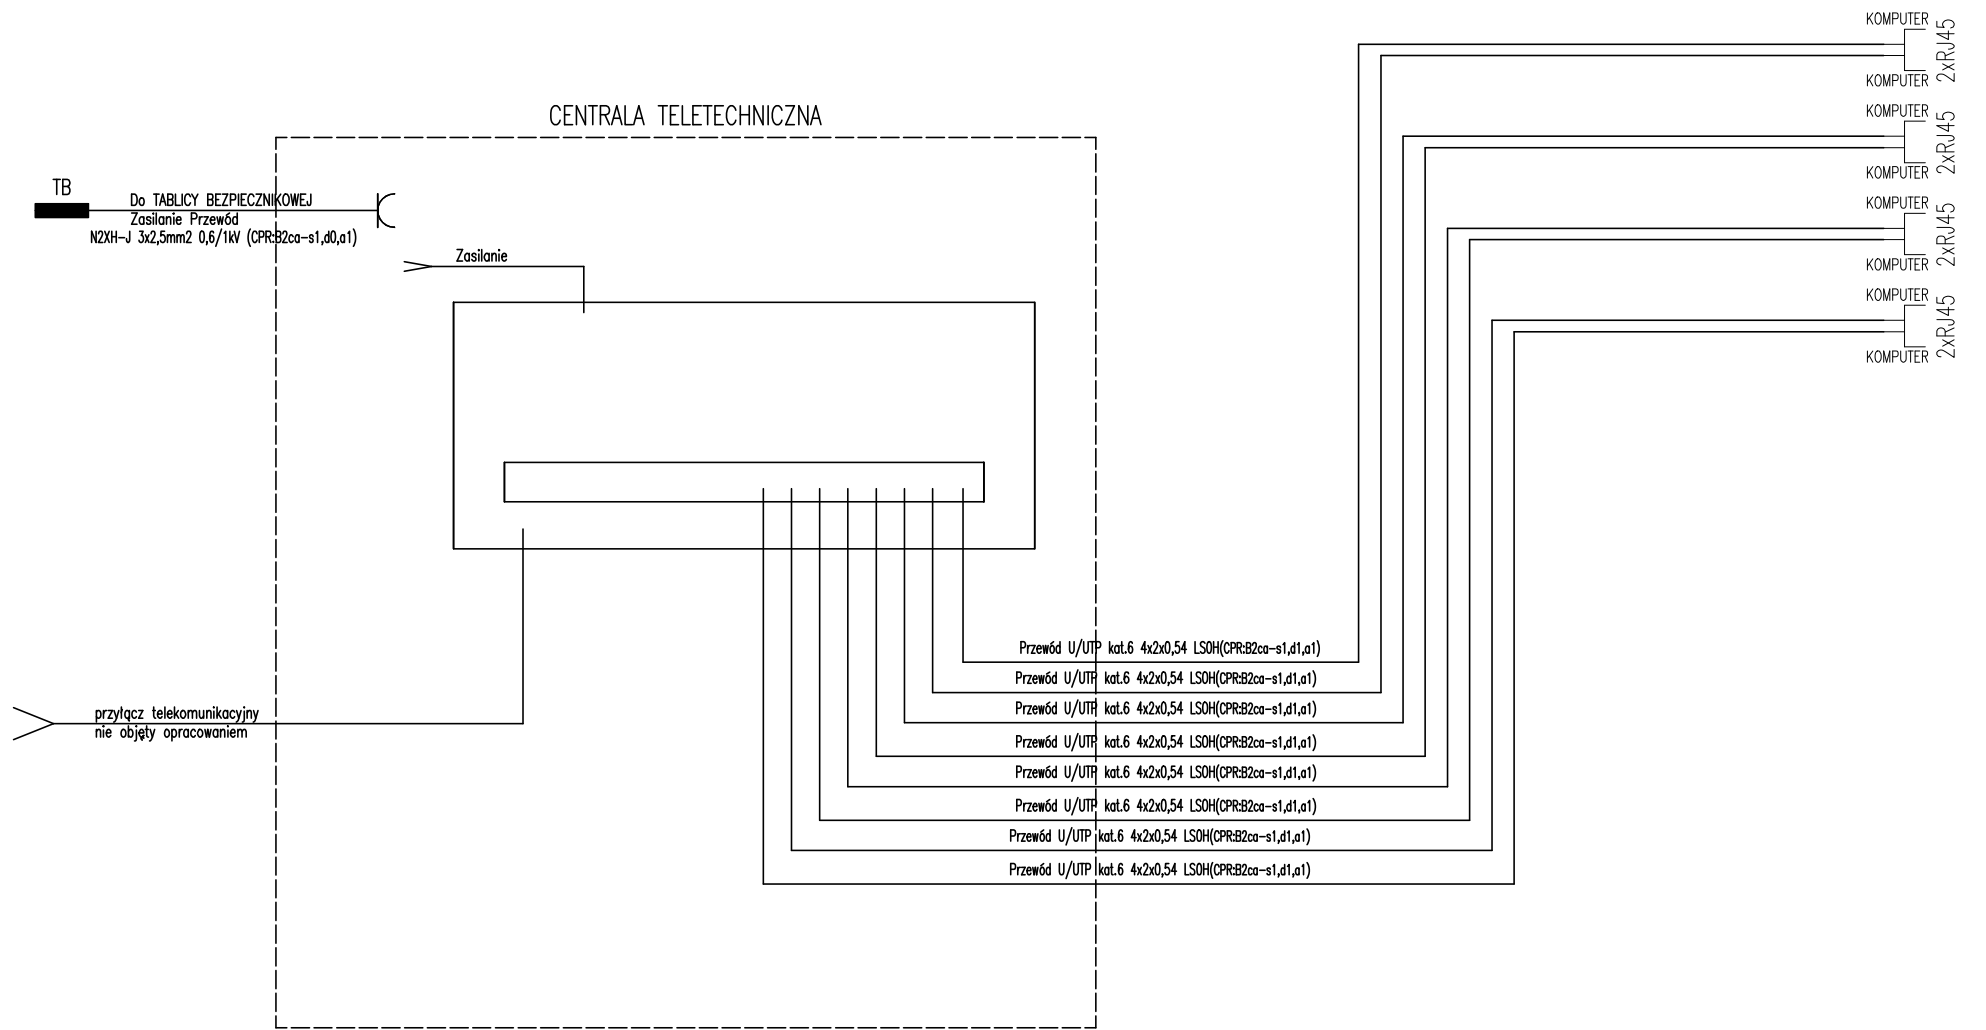 KOMPUTER
2xRJ45
KOMPUTER
KOMPUTER
2xRJ45
KOMPUTER
KOMPUTER
2xRJ45
KOMPUTER
KOMPUTER
2xRJ45
KOMPUTER
CENTRALA TELETECHNICZNA
TB
Do TABLICY BEZPIECZNIKOWEJ
Zasilanie Przewód
N2XH-J 3x2,5mm2 0,6/1kV (CPR:B2ca-s1,d0,a1)
Zasilanie
Przewód U/UTP kat.6 4x2x0,54 LSOH(CPR:B2ca-s1,d1,a1)
Przewód U/UTP kat.6 4x2x0,54 LSOH(CPR:B2ca-s1,d1,a1)
Przewód U/UTP kat.6 4x2x0,54 LSOH(CPR:B2ca-s1,d1,a1)
Przewód U/UTP kat.6 4x2x0,54 LSOH(CPR:B2ca-s1,d1,a1)
Przewód U/UTP kat.6 4x2x0,54 LSOH(CPR:B2ca-s1,d1,a1)
Przewód U/UTP kat.6 4x2x0,54 LSOH(CPR:B2ca-s1,d1,a1)
Przewód U/UTP kat.6 4x2x0,54 LSOH(CPR:B2ca-s1,d1,a1)
Przewód U/UTP kat.6 4x2x0,54 LSOH(CPR:B2ca-s1,d1,a1)
przyłącz telekomunikacyjny
nie objęty opracowaniem